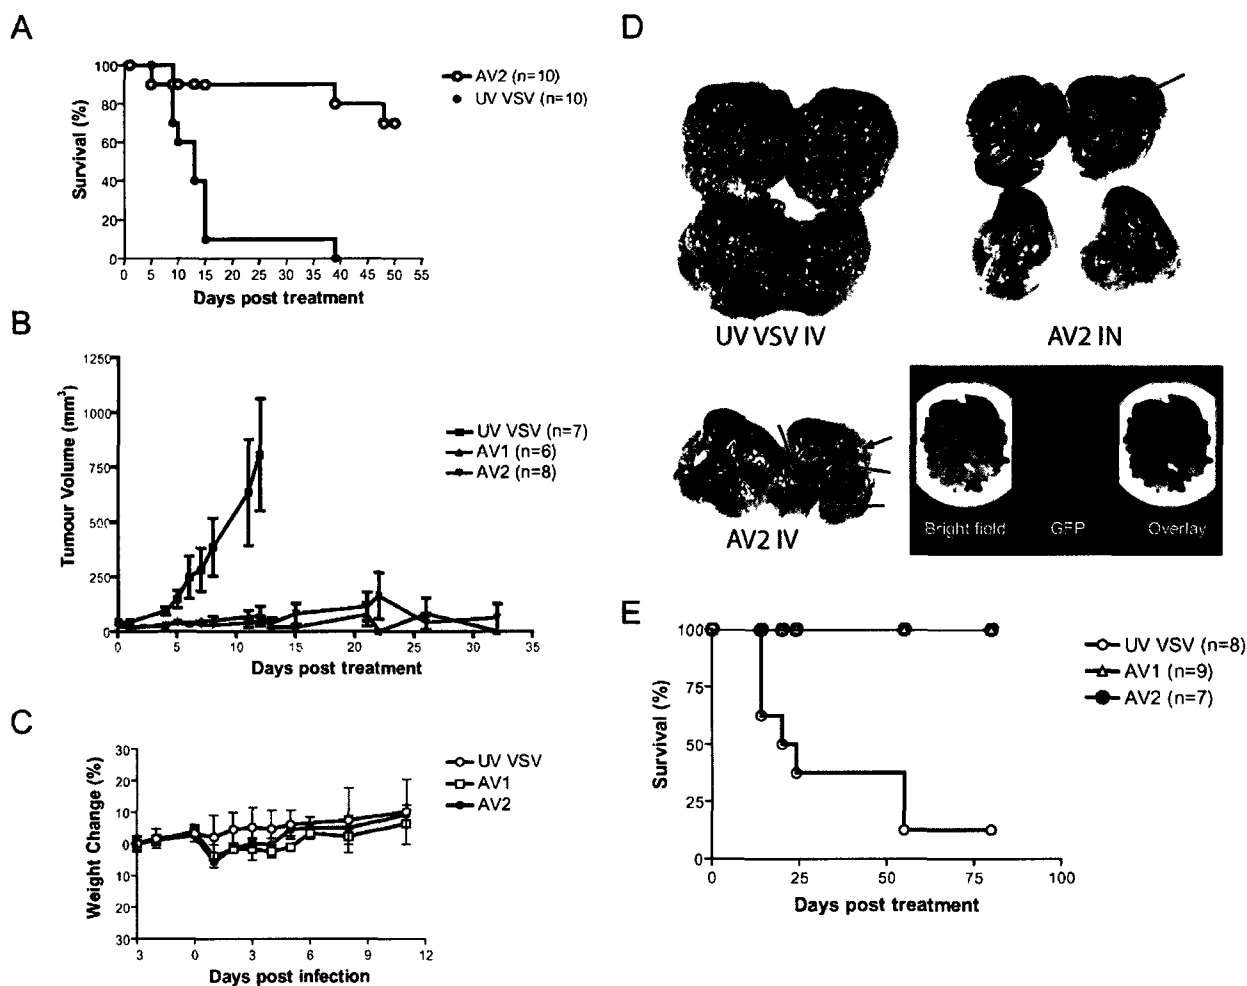 A
100
80
60
40
20
0
Survival (%)
0 5 10 15 20 25 30 35 40 45 50 55
Days post treatment
AV2 (n=10)
UV VSV (n=10)
B
1250
1000
750
500
250
0
Tumour Volume (mm³)
0 5 10 15 20 25 30 35
Days post treatment
UV VSV (n=7)
AV1 (n=6)
AV2 (n=8)
C
30
20
10
0
10
20
30
Weight Change (%)
3 0 3 6 9 12
Days post infection
UV VSV
AV1
AV2
D
UV VSV IV
AV2 IN
AV2 IV
Bright field
GFP
Overlay
E
100
75
50
25
0
Survival (%)
0 25 50 75 100
Days post treatment
UV VSV (n=8)
AV1 (n=9)
AV2 (n=7)